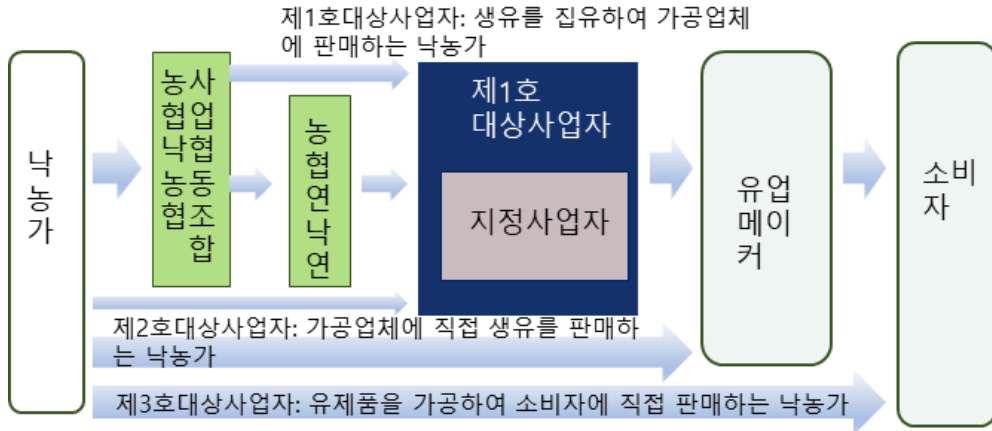 제1호대상사업자: 생유를 집유하여 가공업체
에 판매하는 낙농가
낙농가
농협낙농협
사업협동조합
농협연낙연
제1호
대상사업자
지정사업자
유업
메이
커
소비
자
제2호대상사업자: 가공업체에 직접 생유를 판매하
는 낙농가
제3호대상사업자: 유제품을 가공하여 소비자에 직접 판매하는 낙농가